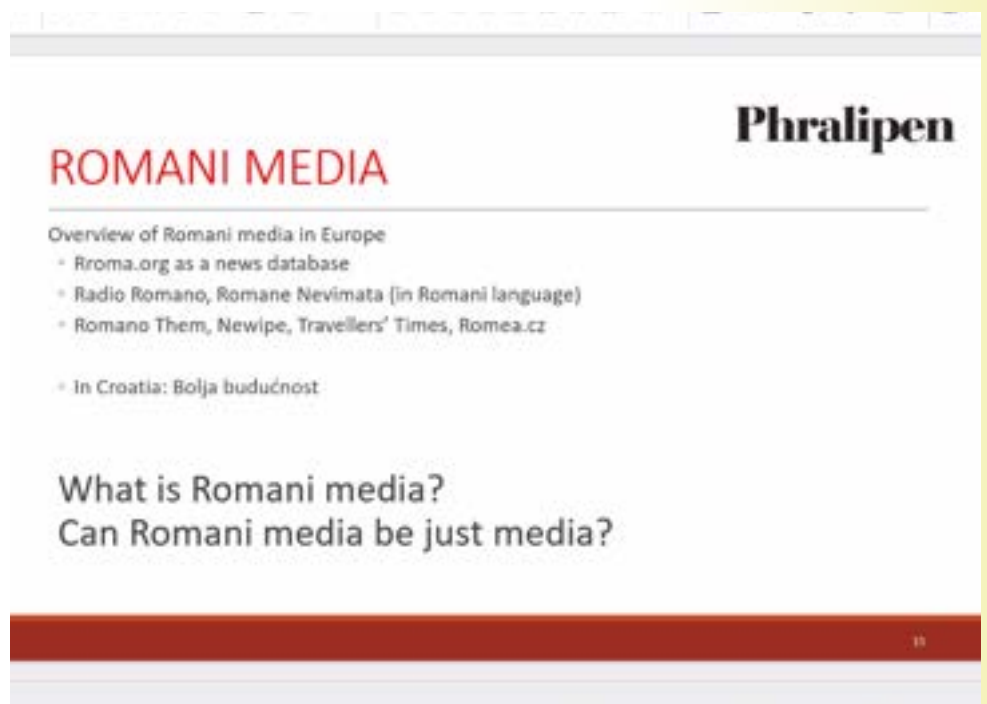 Phralipen
ROMANI MEDIA
Overview of Romani media in Europe
Rroma.org as a news database
Radio Romano, Romane Nevimata (in Romani language)
Romano Them, Newipe, Travellers' Times, Romea.cz
In Croatia: Bolja budućnost
What is Romani media?
Can Romani media be just media?